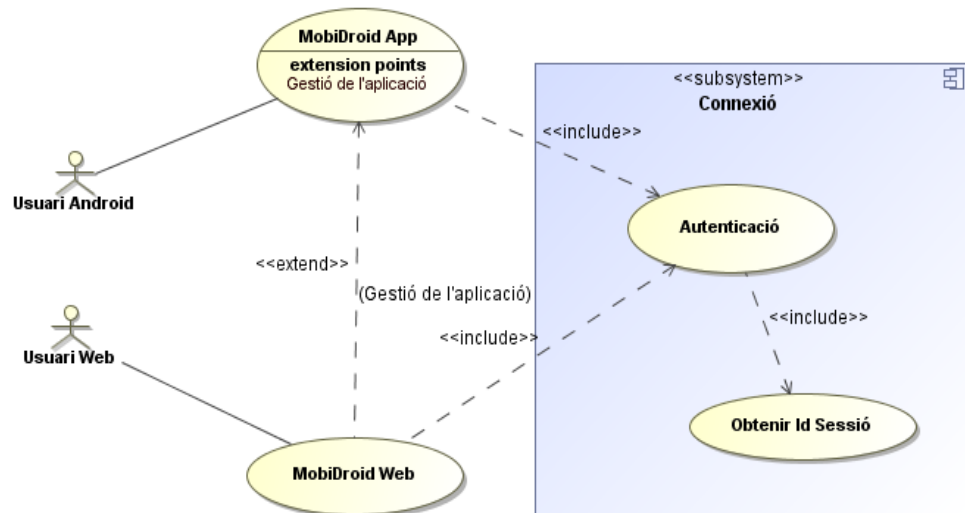 MobiDroid App
extension points
Gestió de l'aplicació
<<subsystem>>
Connexió
<<include>>
Usuari Android
Autenticació
<<extend>>
(Gestió de l'aplicació)
<<include>>
<<include>>
Usuari Web
Obtenir Id Sessió
MobiDroid Web